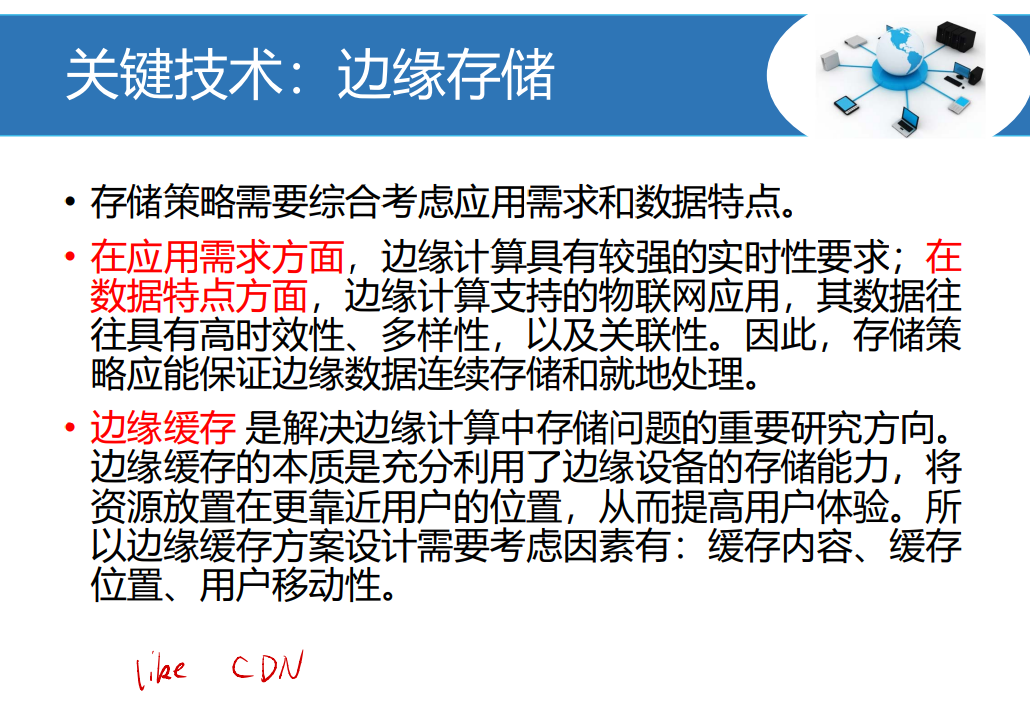 关键技术：边缘存储
• 存储策略需要综合考虑应用需求和数据特点。
• 在应用需求方面，边缘计算具有较强的实时性要求；在
数据特点方面，边缘计算支持的物联网应用，其数据往
往具有高时效性、多样性，以及关联性。因此，存储策
略应能保证边缘数据连续存储和就地处理。
• 边缘缓存 是解决边缘计算中存储问题的重要研究方向。
边缘缓存的本质是充分利用了边缘设备的存储能力，将
资源放置在更靠近用户的位置，从而提高用户体验。所
以边缘缓存方案设计需要考虑因素有：缓存内容、缓存
位置、用户移动性。
like CDN